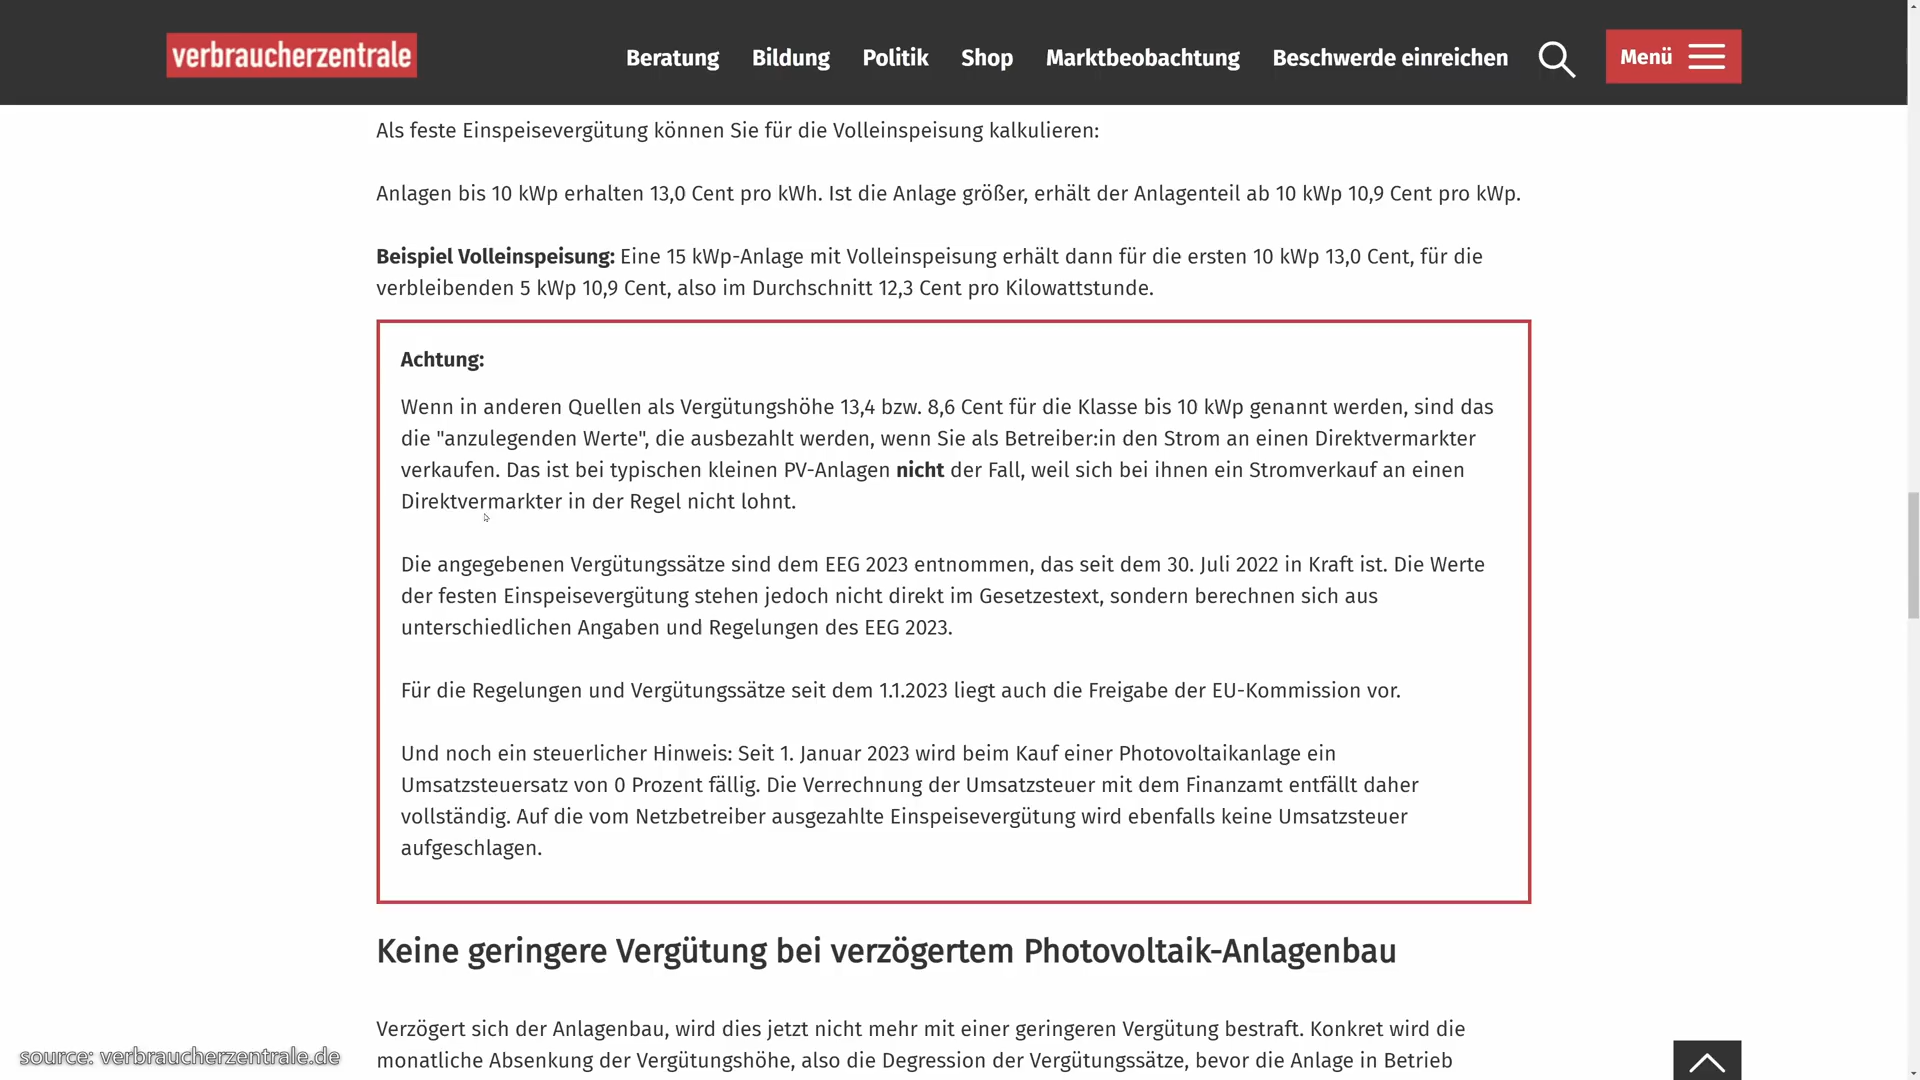 verbraucherzentrale
Beratung Bildung Politik Shop Marktbeobachtung Beschwerde einreichen Menü
Als feste Einspeisevergütung können Sie für die Volleinspeisung kalkulieren:
Anlagen bis 10 kWp erhalten 13,0 Cent pro kWh. Ist die Anlage größer, erhält der Anlagenteil ab 10 kWp 10,9 Cent pro kWp.
Beispiel Volleinspeisung: Eine 15 kWp-Anlage mit Volleinspeisung erhält dann für die ersten 10 kWp 13,0 Cent, für die
verbleibenden 5 kWp 10,9 Cent, also im Durchschnitt 12,3 Cent pro Kilowattstunde.
Achtung:
Wenn in anderen Quellen als Vergütungshöhe 13,4 bzw. 8,6 Cent für die Klasse bis 10 kWp genannt werden, sind das
die "anzulegenden Werte", die ausbezahlt werden, wenn Sie als Betreiber:in den Strom an einen Direktvermarkter
verkaufen. Das ist bei typischen kleinen PV-Anlagen nicht der Fall, weil sich bei ihnen ein Stromverkauf an einen
Direktvermarkter in der Regel nicht lohnt.
Die angegebenen Vergütungssätze sind dem EEG 2023 entnommen, das seit dem 30. Juli 2022 in Kraft ist. Die Werte
der festen Einspeisevergütung stehen jedoch nicht direkt im Gesetzestext, sondern berechnen sich aus
unterschiedlichen Angaben und Regelungen des EEG 2023.
Für die Regelungen und Vergütungssätze seit dem 1.1.2023 liegt auch die Freigabe der EU-Kommission vor.
Und noch ein steuerlicher Hinweis: Seit 1. Januar 2023 wird beim Kauf einer Photovoltaikanlage ein
Umsatzsteuersatz von 0 Prozent fällig. Die Verrechnung der Umsatzsteuer mit dem Finanzamt entfällt daher
vollständig. Auf die vom Netzbetreiber ausgezahlte Einspeisevergütung wird ebenfalls keine Umsatzsteuer
aufgeschlagen.
Keine geringere Vergütung bei verzögertem Photovoltaik-Anlagenbau
Verzögert sich der Anlagenbau, wird dies jetzt nicht mehr mit einer geringeren Vergütung bestraft. Konkret wird die
monatliche Absenkung der Vergütungshöhe, also die Degression der Vergütungssätze, bevor die Anlage in Betrieb
source: verbraucherzentrale.de